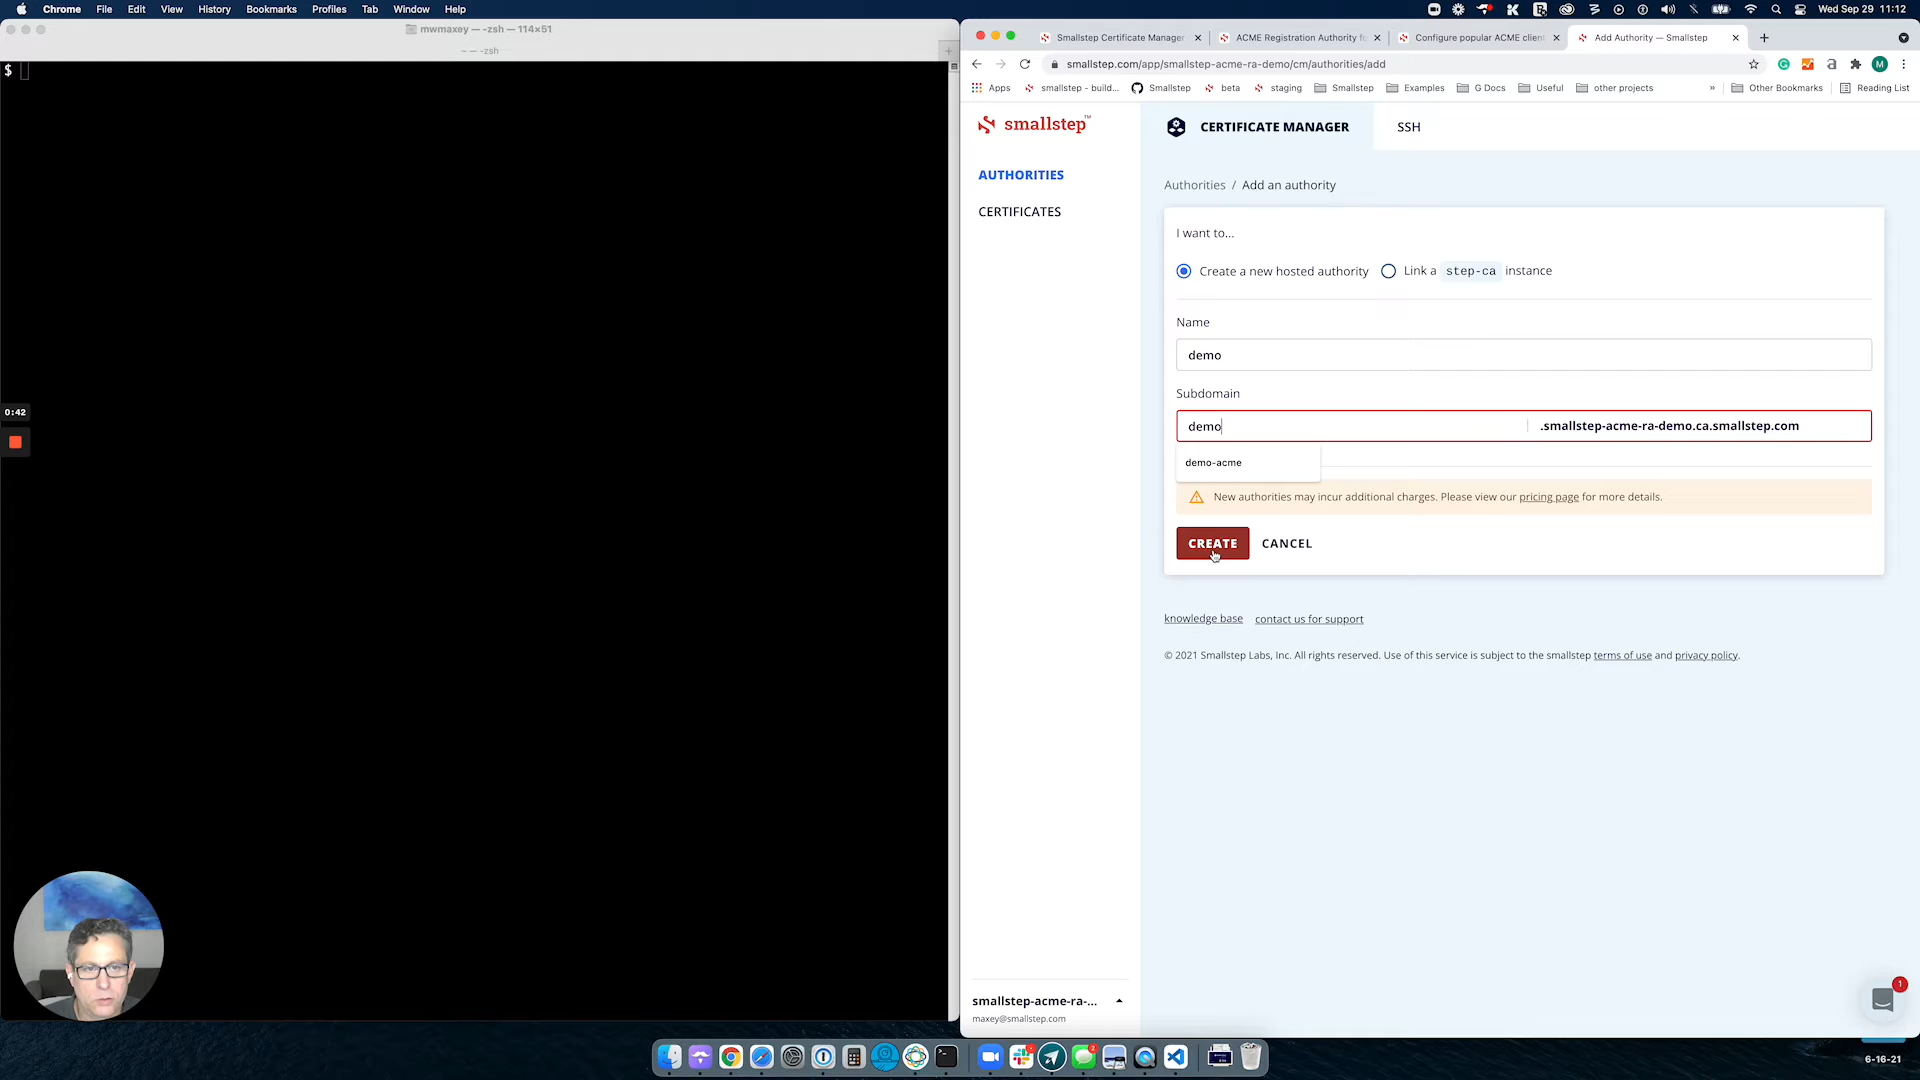 Chrome File Edit View History Bookmarks Profiles Tab Window Help
Wed Sep 29 11:12
mwmaxey — -zsh — 114×51
~ — -zsh
$
0:42
Smallstep Certificate Manager
ACME Registration Authority fo
Configure popular ACME clien
Add Authority — Smallstep
smallstep.com/app/smallstep-acme-ra-demo/cm/authorities/add
M
Apps
smallstep - build...
Smallstep
beta
staging
Smallstep
Examples
G Docs
Useful
other projects
»
Other Bookmarks
Reading List
smallstep™
CERTIFICATE MANAGER
SSH
AUTHORITIES
CERTIFICATES
Authorities / Add an authority
I want to...
Create a new hosted authority
Link a step-ca instance
Name
demo
Subdomain
demo
.smallstep-acme-ra-demo.ca.smallstep.com
demo-acme
New authorities may incur additional charges. Please view our pricing page for more details.
CREATE
CANCEL
knowledge base
contact us for support
© 2021 Smallstep Labs, Inc. All rights reserved. Use of this service is subject to the smallstep terms of use and privacy policy.
smallstep-acme-ra-...
maxey@smallstep.com
1
2
6-16-21